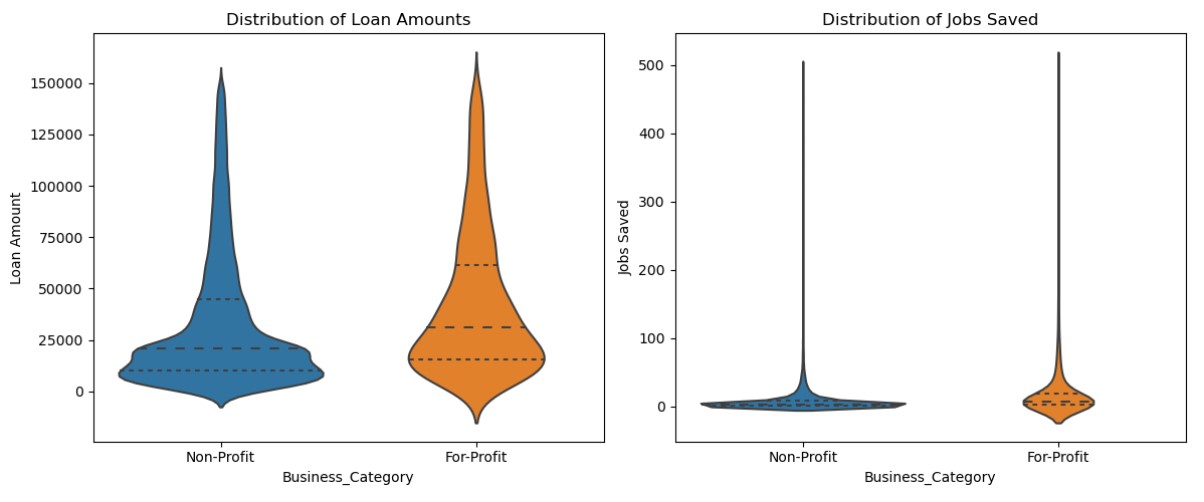 Distribution of Loan Amounts
Loan Amount
150000
125000
100000
75000
50000
25000
0
Non-Profit
For-Profit
Business_Category
Distribution of Jobs Saved
Jobs Saved
500
400
300
200
100
0
Non-Profit
For-Profit
Business_Category